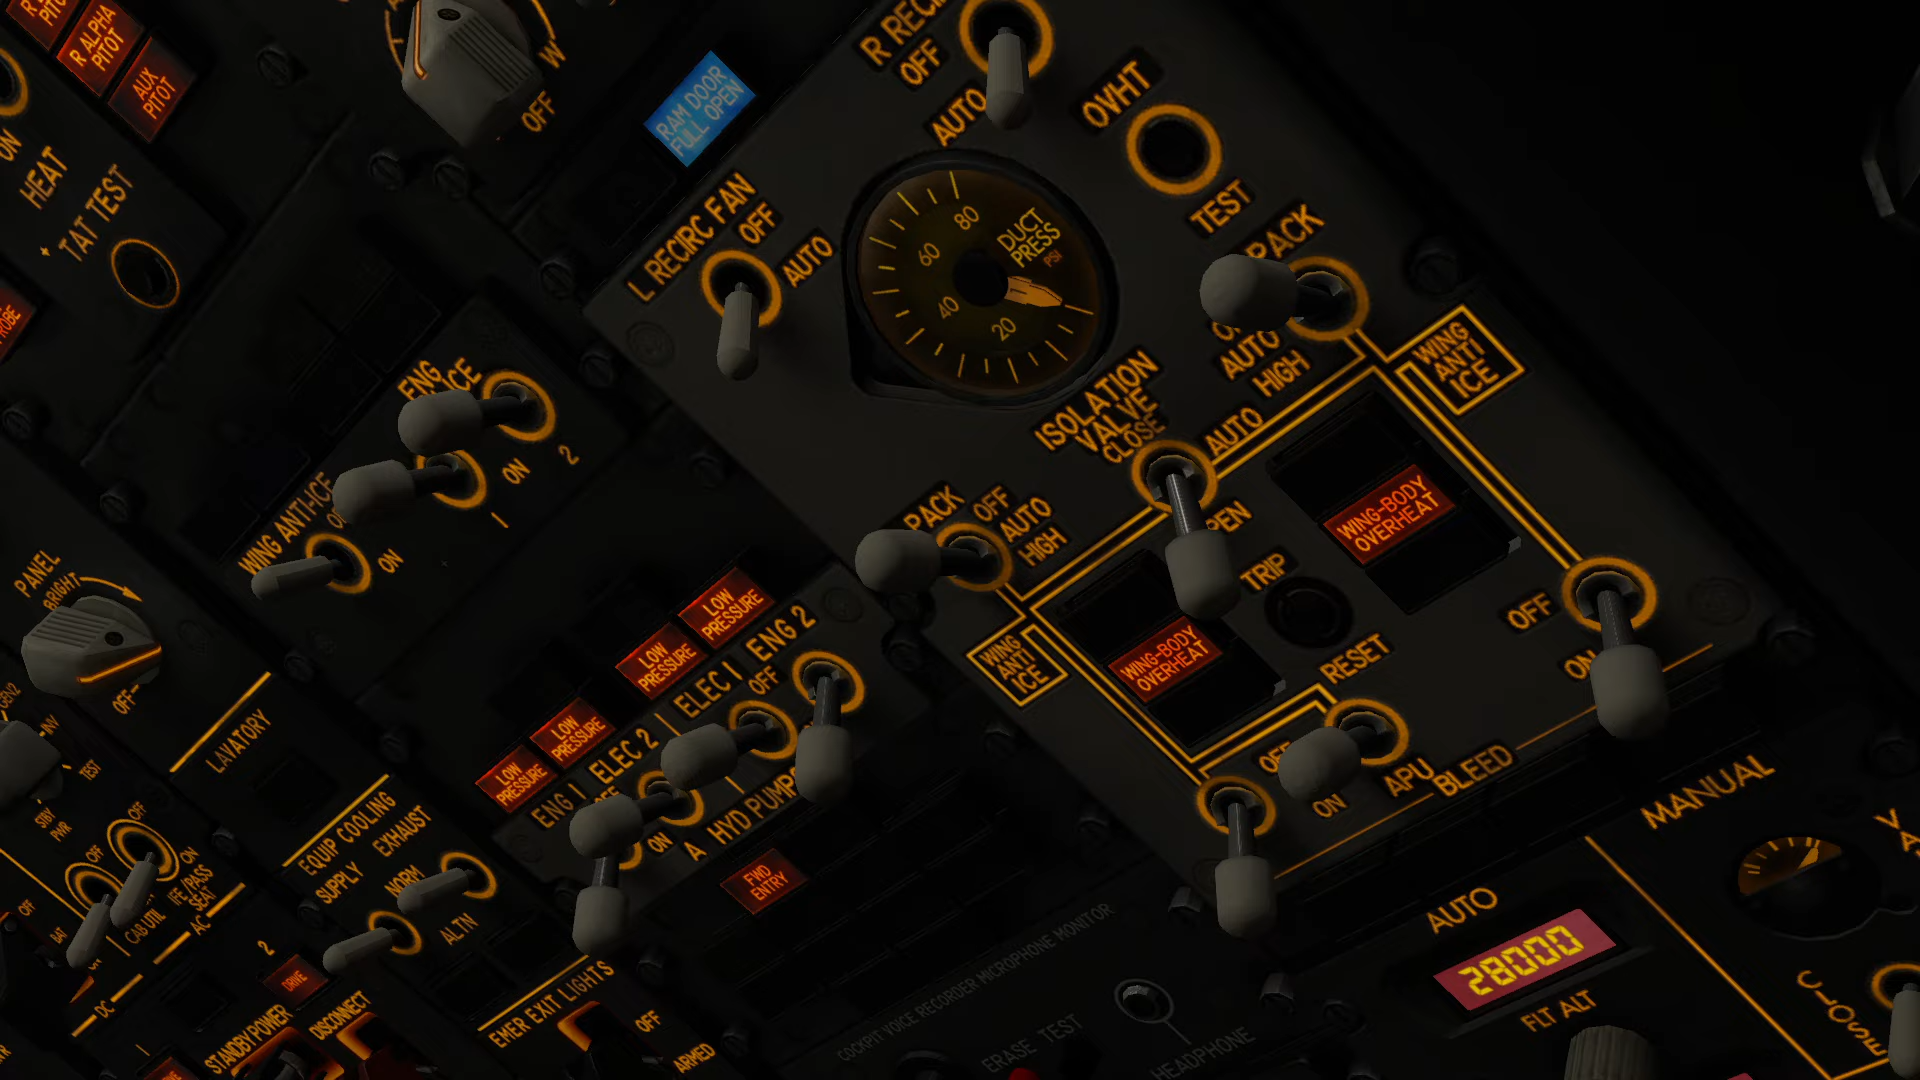 R ALPHA
PITOT
AUX
PITOT
ON
HEAT
TAT TEST
W
OFF
RAM DOOR
FULL OPEN
OFF
AUTO
OVHT
TEST
L RECIRC FAN
OFF
AUTO
80
60
40
20
DUCT
PRESS
PSI
PACK
AUTO
HIGH
WING
ANTI
ICE
ISOLATION
VALVE
CLOSE
AUTO
PACK
OFF
AUTO
HIGH
WING
ANTI
ICE
WING-BODY
OVERHEAT
WING-BODY
OVERHEAT
TRIP
RESET
OFF
ON
ON
APU
BLEED
ENG
WING ANTI-ICE
ON
ON
1
2
LOW
PRESSURE
LOW
PRESSURE
LOW
PRESSURE
LOW
PRESSURE
ENG 1
ELEC 2
ELEC 1
ENG 2
OFF
ON
A HYD PUMPS
PANEL
BRIGHT
OFF
TEST
STBY
PWR
OFF
BAT
OFF
OFF
ON
CAB UTIL
IFE/PASS
SEAT
AC
DC
LAVATORY
EQUIP COOLING
SUPPLY
EXHAUST
NORM
ALTN
FWD
ENTRY
2
1
DRIVE
STANDBY POWER
DISCONNECT
EMER EXIT LIGHTS
OFF
ARMED
COCKPIT VOICE RECORDER MICROPHONE MONITOR
ERASE
TEST
HEADPHONE
MANUAL
AUTO
28000
FLT ALT
CLOSE